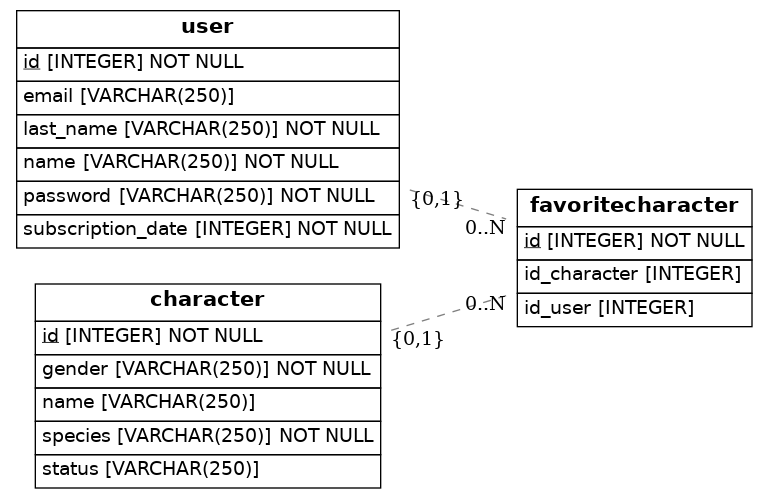 user
id [INTEGER] NOT NULL
email [VARCHAR(250)]
last_name [VARCHAR(250)] NOT NULL
name [VARCHAR(250)] NOT NULL
password [VARCHAR(250)] NOT NULL
subscription_date [INTEGER] NOT NULL
{0,1}
0..N
favoritecharacter
id [INTEGER] NOT NULL
id_character [INTEGER]
id_user [INTEGER]
character
id [INTEGER] NOT NULL
gender [VARCHAR(250)] NOT NULL
name [VARCHAR(250)]
species [VARCHAR(250)] NOT NULL
status [VARCHAR(250)]
0..N
{0,1}